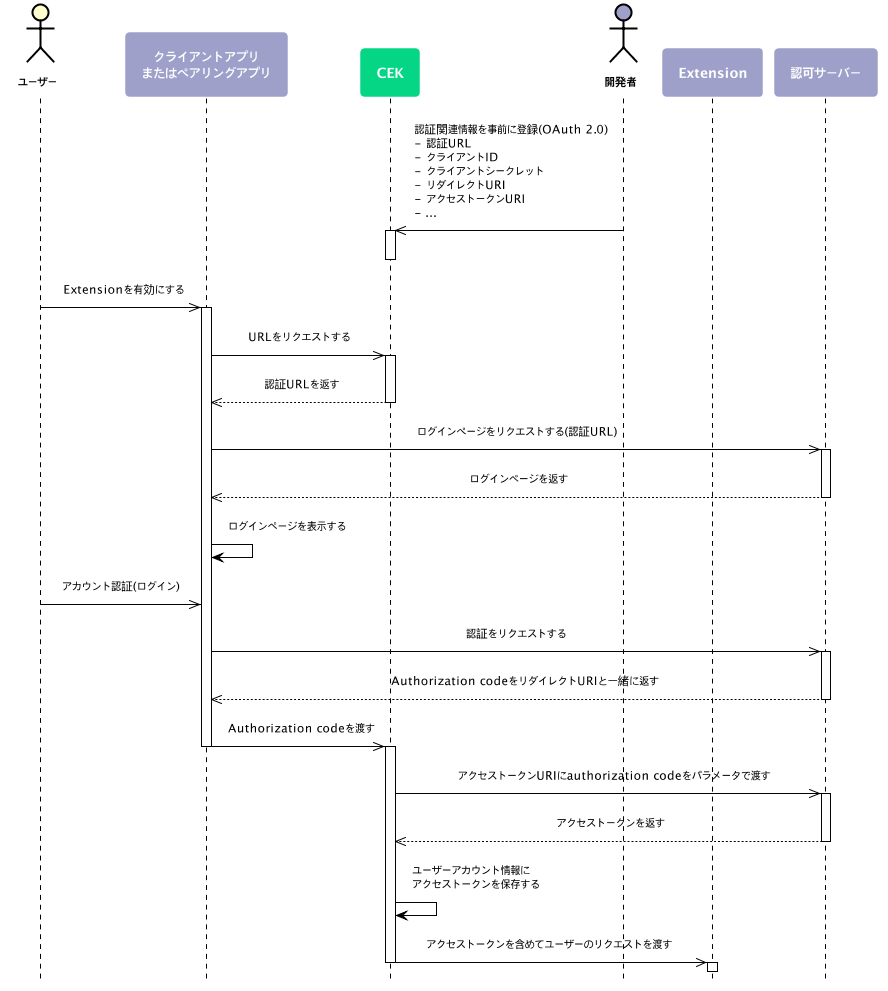 ユーザー
クライアントアプリ
またはペアリングアプリ
CEK
開発者
Extension
認可サーバー
認証関連情報を事前に登録(OAuth 2.0)
- 認証URL
- クライアントID
- クライアントシークレット
- リダイレクトURI
- アクセストークンURI
- ...
Extensionを有効にする
URLをリクエストする
認証URLを返す
ログインページをリクエストする(認証URL)
ログインページを返す
ログインページを表示する
アカウント認証(ログイン)
認証をリクエストする
Authorization codeをリダイレクトURIと一緒に返す
Authorization codeを渡す
アクセストークンURIにauthorization codeをパラメータで渡す
アクセストークンを返す
ユーザーアカウント情報に
アクセストークンを保存する
アクセストークンを含めてユーザーのリクエストを渡す